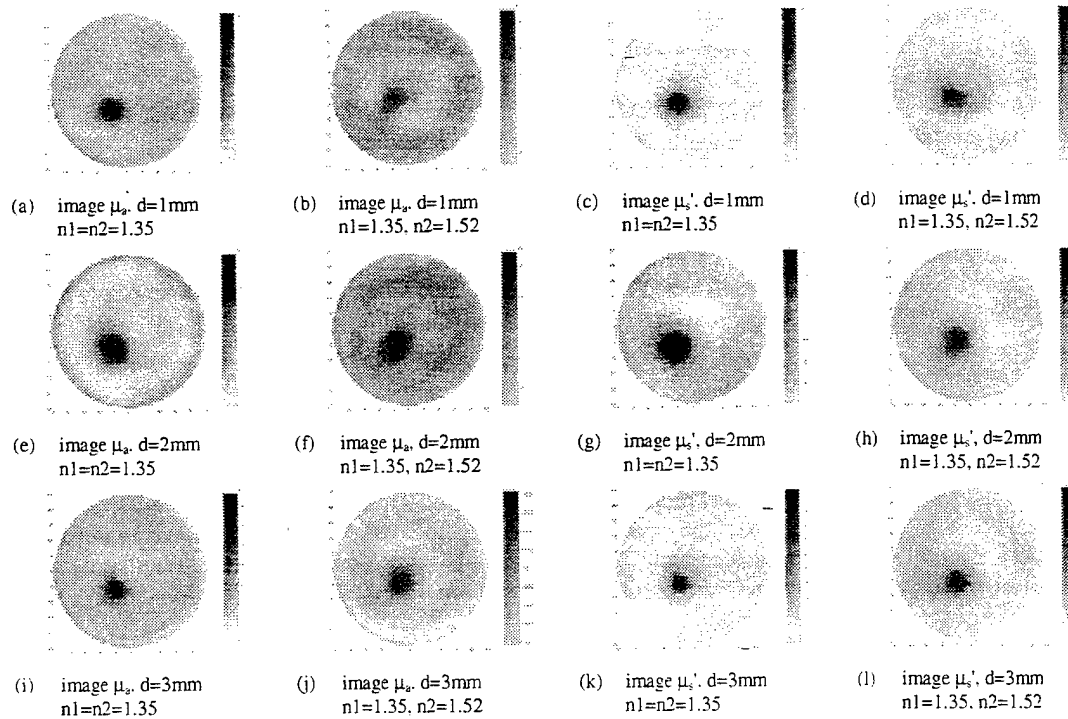 (a) image μₐ. d=1mm
n1=n2=1.35
(b) image μₐ. d=1mm
n1=1.35, n2=1.52
(c) image μₛ'. d=1mm
n1=n2=1.35
(d) image μₛ'. d=1mm
n1=1.35, n2=1.52
(e) image μₐ. d=2mm
n1=n2=1.35
(f) image μₐ, d=2mm
n1=1.35, n2=1.52
(g) image μₛ', d=2mm
n1=n2=1.35
(h) image μₛ', d=2mm
n1=1.35, n2=1.52
(i) image μₐ. d=3mm
n1=n2=1.35
(j) image μₐ. d=3mm
n1=1.35, n2=1.52
(k) image μₛ'. d=3mm
n1=n2=1.35
(l) image μₛ', d=3mm
n1=1.35, n2=1.52